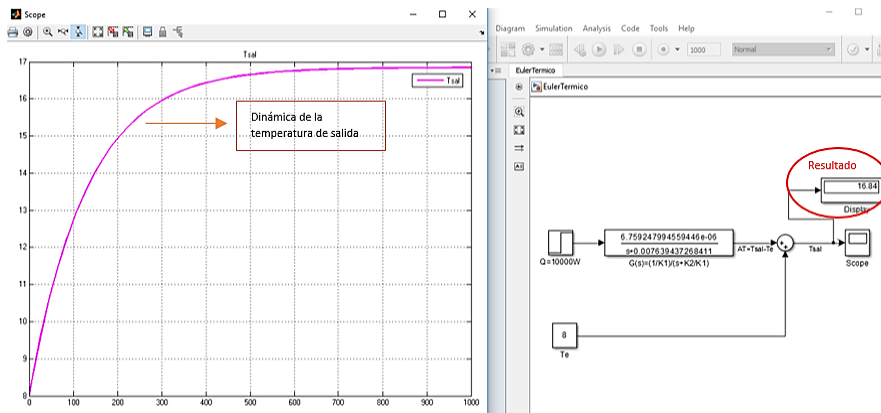 Scope
Tsal
Tsal
Dinámica de la
temperatura de salida
17
16
15
14
13
12
11
10
9
8
0
100
200
300
400
500
600
700
800
900
1000
Diagram Simulation Analysis Code Tools Help
1000
Normal
EulerTermico
EulerTermico
Resultado
16.84
Display
6.759247994559446e-06
s+0.007639437268411
G(s)=(1/K1)/(s+K2/K1)
Q=10000W
AT=Tsal-Te
Tsal
Scope
8
Te